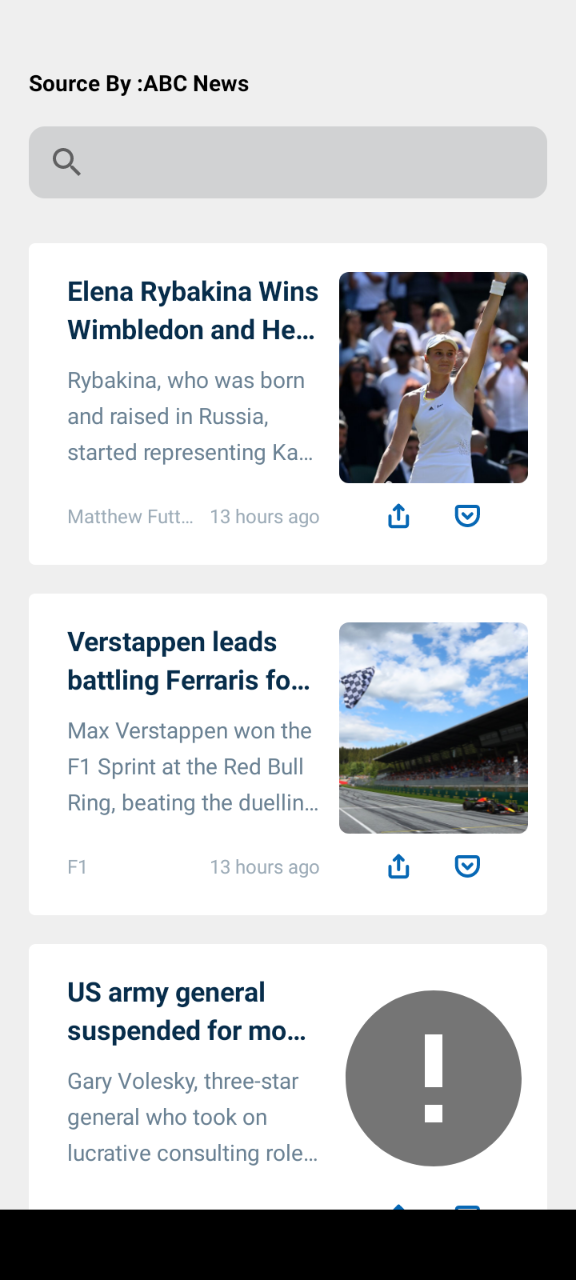 Source By :ABC News
Elena Rybakina Wins
Wimbledon and He...
Rybakina, who was born
and raised in Russia,
started representing Ka...
Matthew Futt... 13 hours ago
Verstappen leads
battling Ferraris fo...
Max Verstappen won the
F1 Sprint at the Red Bull
Ring, beating the duellin...
F1 13 hours ago
US army general
suspended for mo...
Gary Volesky, three-star
general who took on
lucrative consulting role...